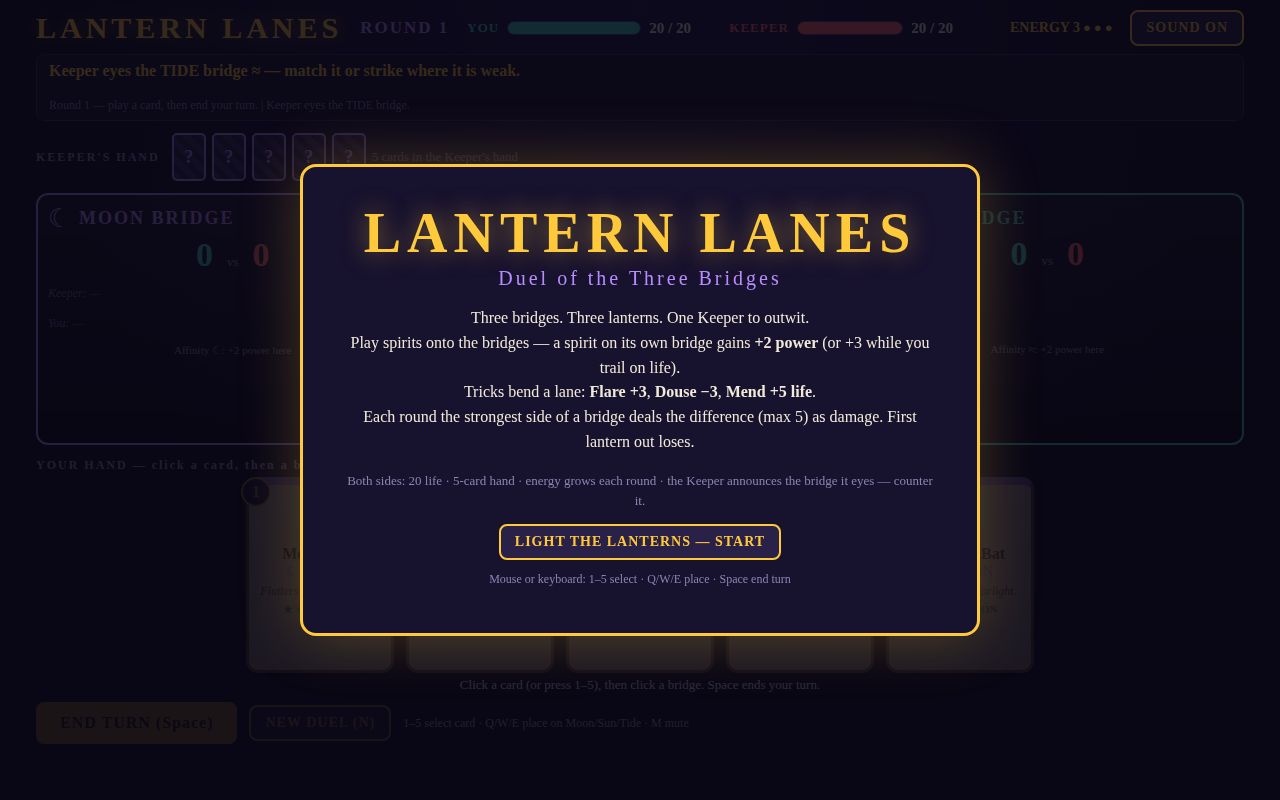 LANTERN LANES ROUND 1 YOU 20 / 20 KEEPER 20 / 20 ENERGY 3 ● ● ● SOUND ON
Keeper eyes the TIDE bridge ≈ — match it or strike where it is weak.
Round 1 — play a card, then end your turn. | Keeper eyes the TIDE bridge.
KEEPER'S HAND ? ? ? ? ? 5 cards in the Keeper's hand
☾ MOON BRIDGE
0 vs 0
Keeper: —
You: —
Affinity ☾: +2 power here
DGE
0 vs 0
Affinity ≈: +2 power here
LANTERN LANES
Duel of the Three Bridges
Three bridges. Three lanterns. One Keeper to outwit.
Play spirits onto the bridges — a spirit on its own bridge gains +2 power (or +3 while you
trail on life).
Tricks bend a lane: Flare +3, Douse −3, Mend +5 life.
Each round the strongest side of a bridge deals the difference (max 5) as damage. First
lantern out loses.
Both sides: 20 life · 5-card hand · energy grows each round · the Keeper announces the bridge it eyes — counter
it.
LIGHT THE LANTERNS — START
Mouse or keyboard: 1–5 select · Q/W/E place · Space end turn
YOUR HAND — click a card, then a b
1
Bat
Click a card (or press 1–5), then click a bridge. Space ends your turn.
END TURN (Space) NEW DUEL (N) 1–5 select card · Q/W/E place on Moon/Sun/Tide · M mute